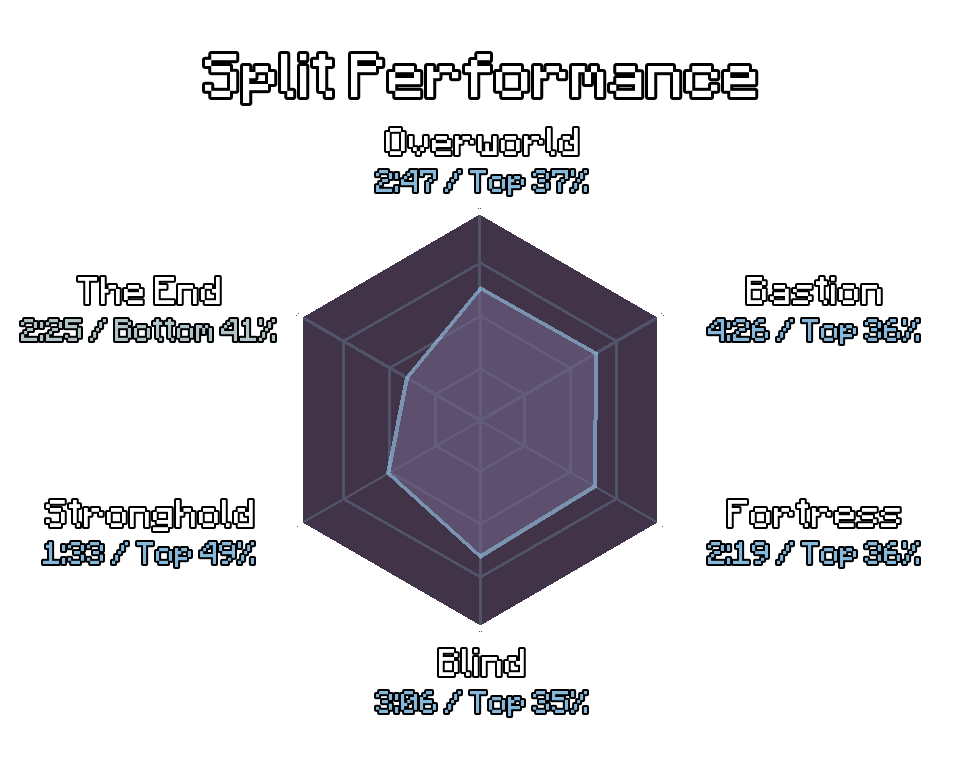 Split Performance
Overworld
2:47 / Top 37%
The End
2:25 / Bottom 41%
Bastion
4:26 / Top 36%
Stronghold
1:33 / Top 49%
Fortress
2:19 / Top 36%
Blind
3:06 / Top 35%